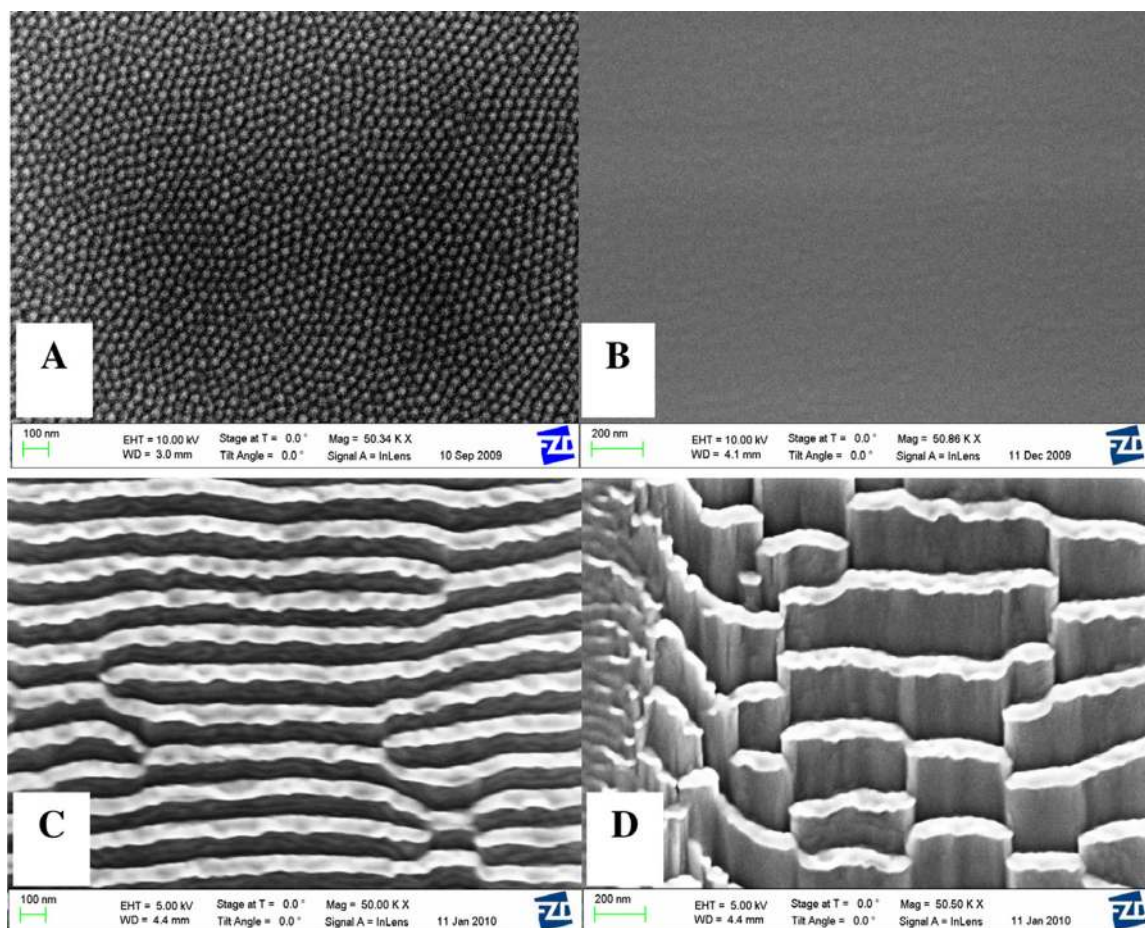 A
B
100 nm
EHT = 10.00 kV Stage at T = 0.0 ° Mag = 50.34 K X
WD = 3.0 mm Tilt Angle = 0.0 ° Signal A = InLens 10 Sep 2009
FZD
200 nm
EHT = 10.00 kV Stage at T = 0.0 ° Mag = 50.86 K X
WD = 4.1 mm Tilt Angle = 0.0 ° Signal A = InLens 11 Dec 2009
FZD
C
D
100 nm
EHT = 5.00 kV Stage at T = 0.0 ° Mag = 50.00 K X
WD = 4.4 mm Tilt Angle = 0.0 ° Signal A = InLens 11 Jan 2010
FZD
200 nm
EHT = 5.00 kV Stage at T = 0.0 ° Mag = 50.50 K X
WD = 4.4 mm Tilt Angle = 0.0 ° Signal A = InLens 11 Jan 2010
FZD